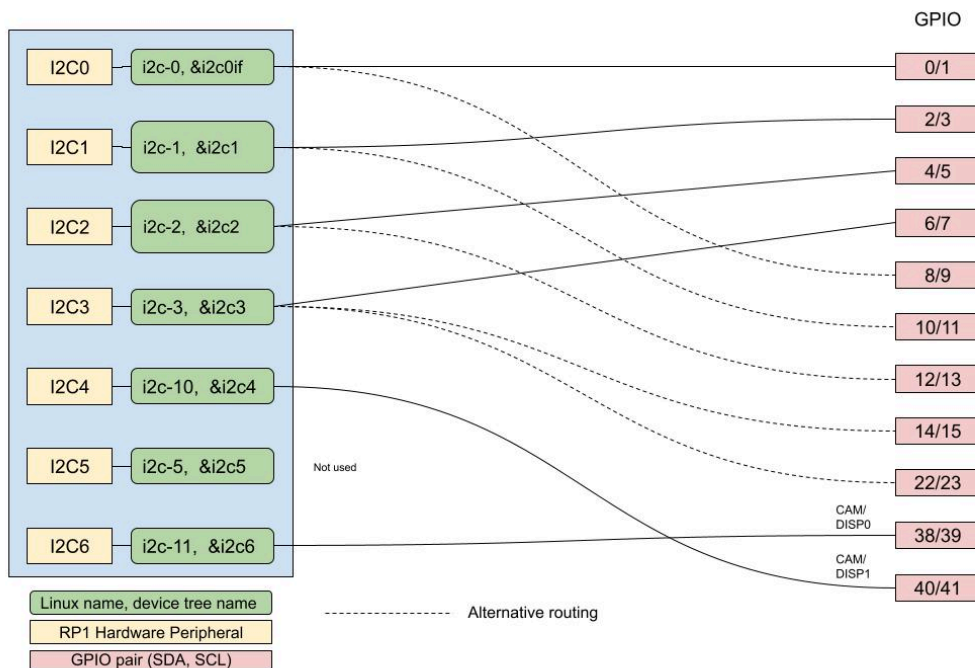 GPIO
I2C0
i2c-0, &i2c0if
0/1
I2C1
i2c-1, &i2c1
2/3
4/5
I2C2
i2c-2, &i2c2
6/7
8/9
I2C3
i2c-3, &i2c3
10/11
12/13
I2C4
i2c-10, &i2c4
14/15
I2C5
i2c-5, &i2c5
Not used
22/23
CAM/
DISP0
38/39
I2C6
i2c-11, &i2c6
CAM/
DISP1
40/41
Linux name, device tree name
Alternative routing
RP1 Hardware Peripheral
GPIO pair (SDA, SCL)